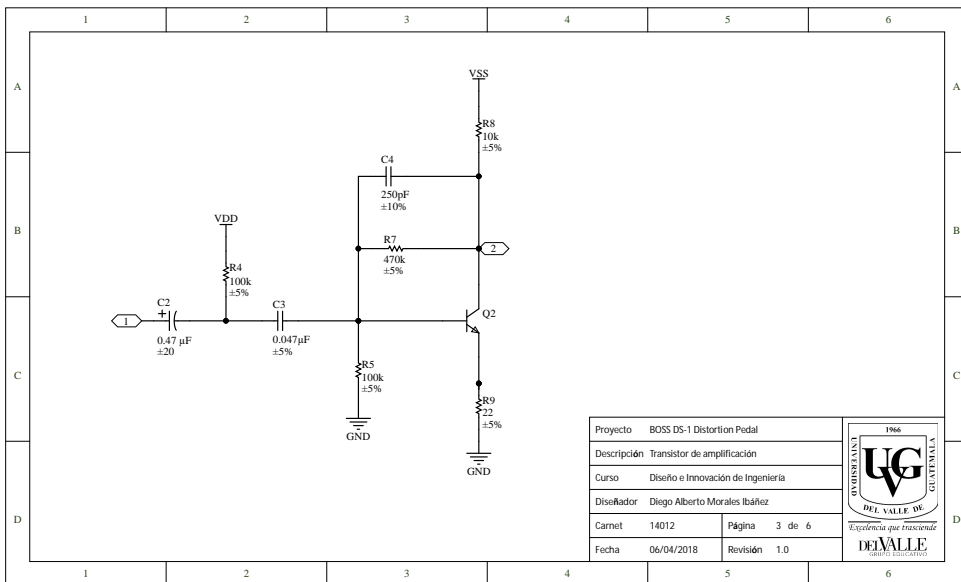 1 2 3 4 5 6
A A
VSS
R8
10k
±5%
C4
250pF
±10%
B B
VDD
R7
470k
±5%
2
R4
100k
±5%
C2
+
0.47 µF
±20
1
C3
0.047µF
±5%
Q2
C C
R5
100k
±5%
GND
R9
22
±5%
GND
Proyecto BOSS DS-1 Distortion Pedal
Descripción Transistor de amplificación
Curso Diseño e Innovación de Ingeniería
Diseñador Diego Alberto Morales Ibáñez
Carnet 14012 Página 3 de 6
Fecha 06/04/2018 Revisión 1.0
1966
UNIVERSIDAD
UVG
GUATEMALA
DEL VALLE DE
Excelencia que trasciende
DELVALLE
GRUPO EDUCATIVO
D D
1 2 3 4 5 6